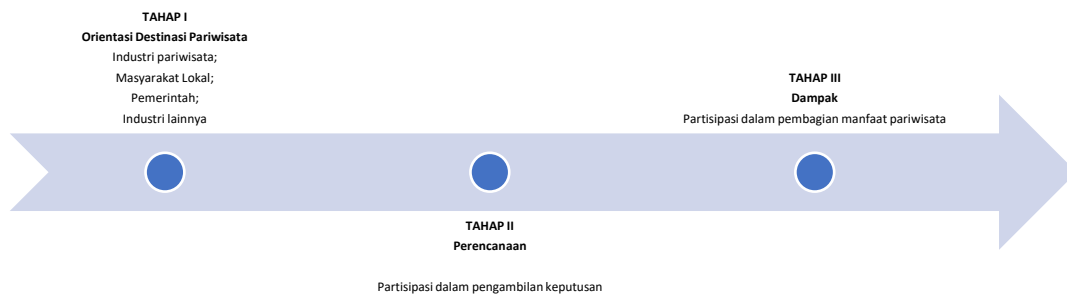 TAHAP I
Orientasi Destinasi Pariwisata
Industri pariwisata;
Masyarakat Lokal;
Pemerintah;
Industri lainnya
TAHAP II
Perencanaan
Partisipasi dalam pengambilan keputusan
TAHAP III
Dampak
Partisipasi dalam pembagian manfaat pariwisata